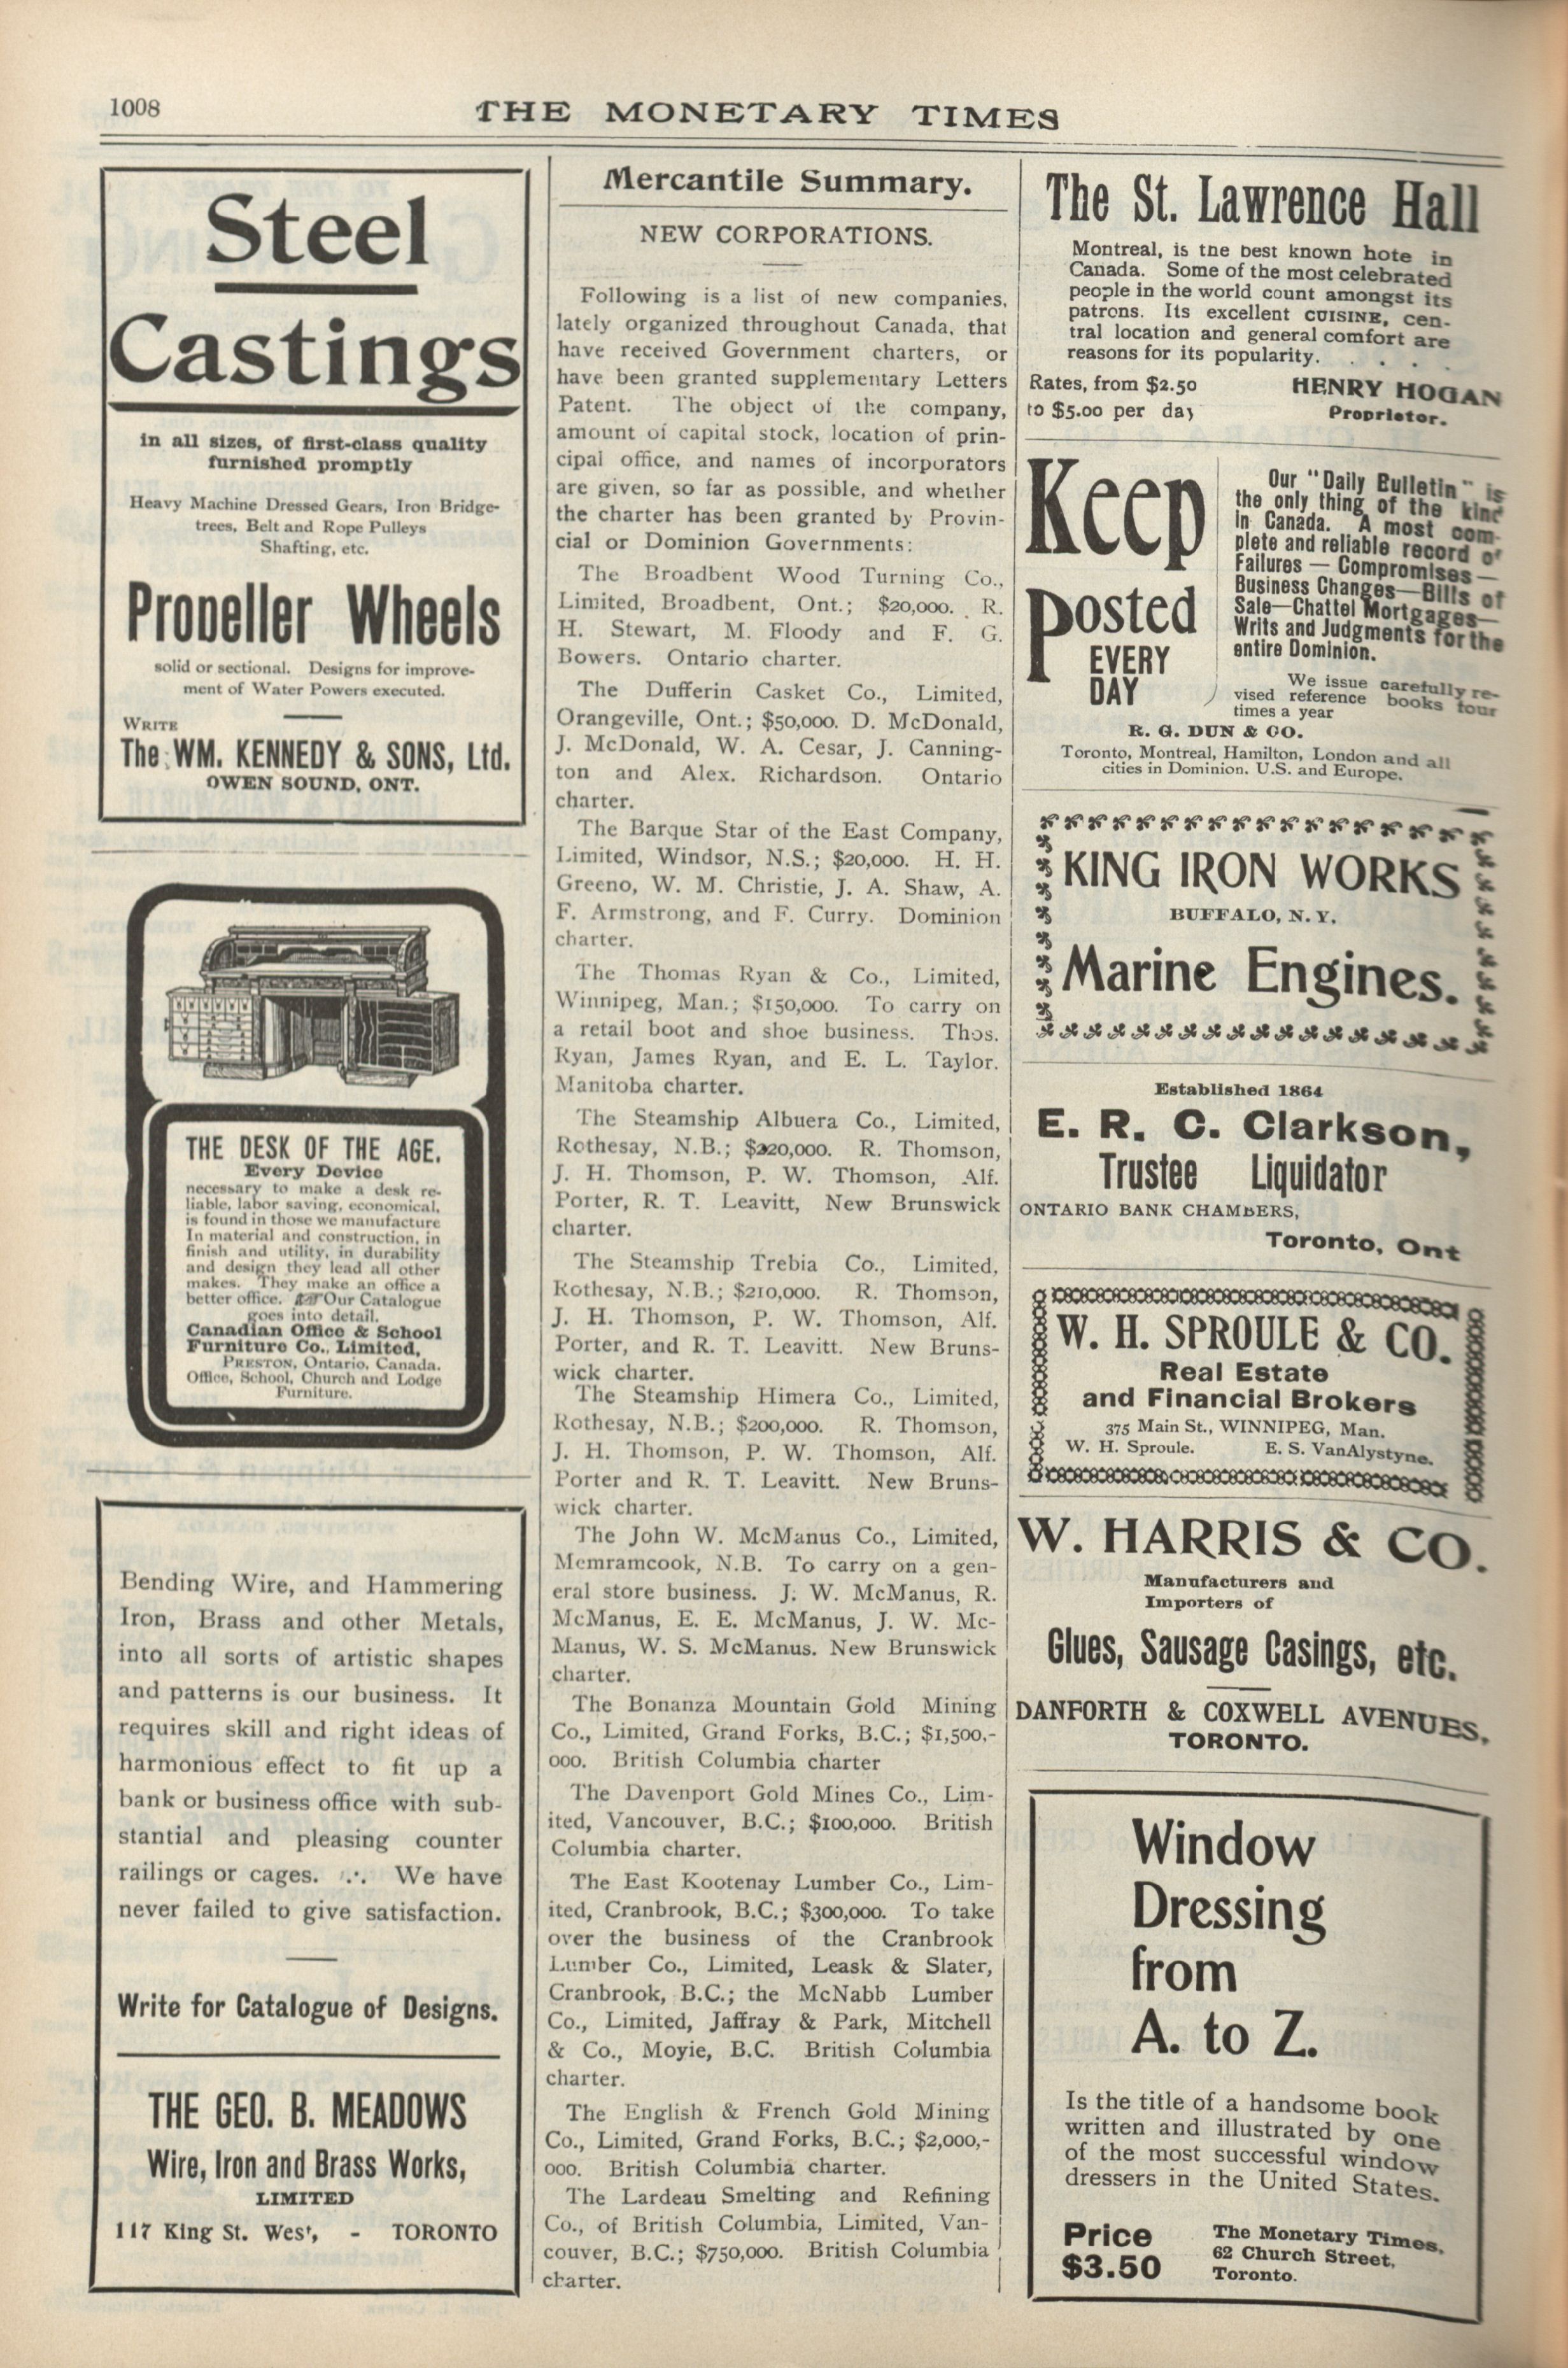 1008
THE MONETARY TIMES
Steel
Castings
in all sizes, of first-class quality
furnished promptly
Heavy Machine Dressed Gears, Iron Bridge-
trees, Belt and Rope Pulleys
Shafting, etc.
Propeller Wheels
solid or sectional. Designs for improve-
ment of Water Powers executed.
WRITE
The WM. KENNEDY & SONS, Ltd.
OWEN SOUND, ONT.
THE DESK OF THE AGE.
Every Device
necessary to make a desk re-
liable, labor saving, economical,
is found in those we manufacture
In material and construction, in
finish and utility, in durability
and design they lead all other
makes. They make an office a
better office. Our Catalogue
goes into detail.
Canadian Office & School
Furniture Co., Limited,
PRESTON, Ontario, Canada.
Office, School, Church and Lodge
Furniture.
Bending Wire, and Hammering
Iron, Brass and other Metals,
into all sorts of artistic shapes
and patterns is our business. It
requires skill and right ideas of
harmonious effect to fit up a
bank or business office with sub-
stantial and pleasing counter
railings or cages. ∴ We have
never failed to give satisfaction.
Write for Catalogue of Designs.
THE GEO. B. MEADOWS
Wire, Iron and Brass Works,
LIMITED
117 King St. West, - TORONTO
Mercantile Summary.
NEW CORPORATIONS.
Following is a list of new companies,
lately organized throughout Canada, that
have received Government charters, or
have been granted supplementary Letters
Patent. The object of the company,
amount of capital stock, location of prin-
cipal office, and names of incorporators
are given, so far as possible, and whether
the charter has been granted by Provin-
cial or Dominion Governments:
The Broadbent Wood Turning Co.,
Limited, Broadbent, Ont.; $20,000. R.
H. Stewart, M. Floody and F. G.
Bowers. Ontario charter.
The Dufferin Casket Co., Limited,
Orangeville, Ont.; $50,000. D. McDonald,
J. McDonald, W. A. Cesar, J. Canning-
ton and Alex. Richardson. Ontario
charter.
The Barque Star of the East Company,
Limited, Windsor, N.S.; $20,000. H. H.
Greeno, W. M. Christie, J. A. Shaw, A.
F. Armstrong, and F. Curry. Dominion
charter.
The Thomas Ryan & Co., Limited,
Winnipeg, Man.; $150,000. To carry on
a retail boot and shoe business. Thos.
Ryan, James Ryan, and E. L. Taylor.
Manitoba charter.
The Steamship Albuera Co., Limited,
Rothesay, N.B.; $220,000. R. Thomson,
J. H. Thomson, P. W. Thomson, Alf.
Porter, R. T. Leavitt, New Brunswick
charter.
The Steamship Trebia Co., Limited,
Rothesay, N.B.; $210,000. R. Thomson,
J. H. Thomson, P. W. Thomson, Alf.
Porter, and R. T. Leavitt. New Bruns-
wick charter.
The Steamship Himera Co., Limited,
Rothesay, N.B.; $200,000. R. Thomson,
J. H. Thomson, P. W. Thomson, Alf.
Porter and R. T. Leavitt. New Bruns-
wick charter.
The John W. McManus Co., Limited,
Memramcook, N.B. To carry on a gen-
eral store business. J. W. McManus, R.
McManus, E. E. McManus, J. W. Mc-
Manus, W. S. McManus. New Brunswick
charter.
The Bonanza Mountain Gold Mining
Co., Limited, Grand Forks, B.C.; $1,500,-
000. British Columbia charter
The Davenport Gold Mines Co., Lim-
ited, Vancouver, B.C.; $100,000. British
Columbia charter.
The East Kootenay Lumber Co., Lim-
ited, Cranbrook, B.C.; $300,000. To take
over the business of the Cranbrook
Lumber Co., Limited, Leask & Slater,
Cranbrook, B.C.; the McNabb Lumber
Co., Limited, Jaffray & Park, Mitchell
& Co., Moyie, B.C. British Columbia
charter.
The English & French Gold Mining
Co., Limited, Grand Forks, B.C.; $2,000,-
000. British Columbia charter.
The Lardeau Smelting and Refining
Co., of British Columbia, Limited, Van-
couver, B.C.; $750,000. British Columbia
charter.
The St. Lawrence Hall
Montreal, is the best known hote in
Canada. Some of the most celebrated
people in the world count amongst its
patrons. Its excellent CUISINE, cen-
tral location and general comfort are
reasons for its popularity. . . . .
Rates, from $2.50
to $5.00 per day
HENRY HOGAN
Proprietor.
Keep
Posted
EVERY
DAY
Our "Daily Bulletin" is
the only thing of the kind
in Canada. A most com-
plete and reliable record of
Failures — Compromises —
Business Changes—Bills of
Sale—Chattel Mortgages—
Writs and Judgments for the
entire Dominion.
We issue carefully re-
vised reference books four
times a year
R. G. DUN & CO.
Toronto, Montreal, Hamilton, London and all
cities in Dominion. U.S. and Europe.
KING IRON WORKS
BUFFALO, N. Y.
Marine Engines.
Established 1864
E. R. C. Clarkson,
Trustee Liquidator
ONTARIO BANK CHAMBERS,
Toronto, Ont
W. H. SPROULE & CO.
Real Estate
and Financial Brokers
375 Main St., WINNIPEG, Man.
W. H. Sproule. E. S. VanAlystyne.
W. HARRIS & CO.
Manufacturers and
Importers of
Glues, Sausage Casings, etc.
DANFORTH & COXWELL AVENUES,
TORONTO.
Window
Dressing
from
A. to Z.
Is the title of a handsome book
written and illustrated by one
of the most successful window
dressers in the United States.
Price
$3.50
The Monetary Times,
62 Church Street,
Toronto.